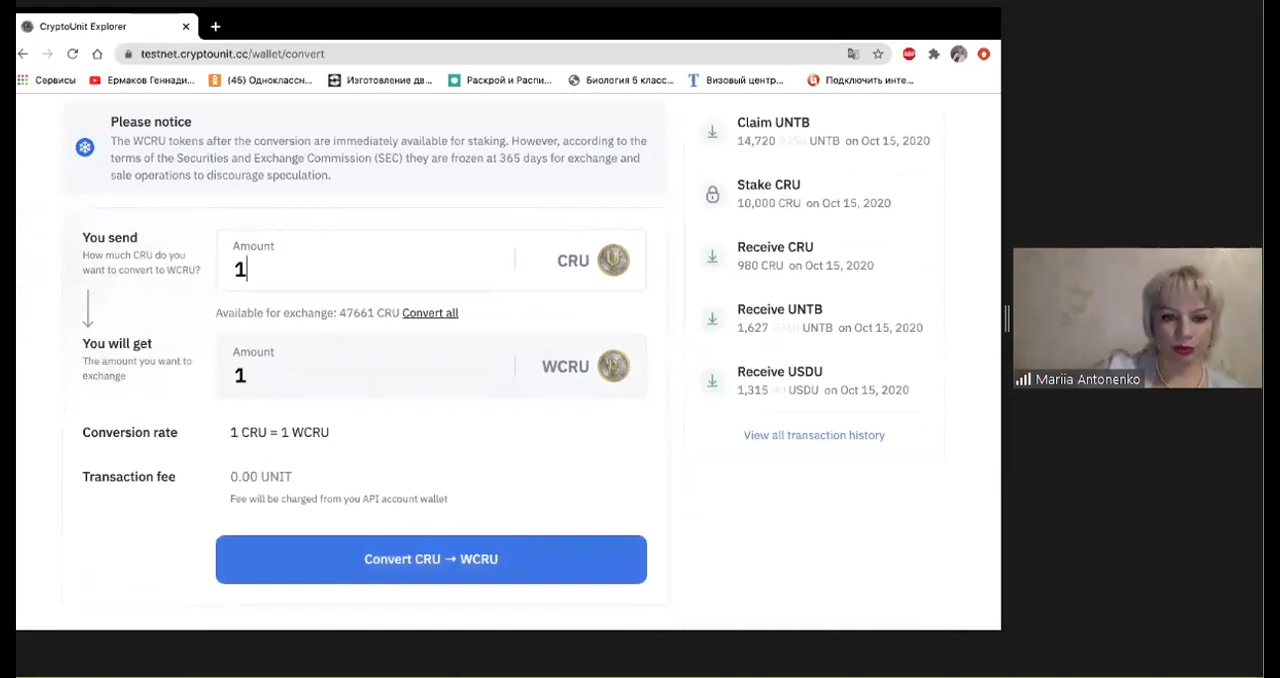 CryptoUnit Explorer
testnet.cryptounit.cc/wallet/convert
Сервисы
Ермаков Геннади...
(45) Одноклассн...
Изготовление дв...
Раскрой и Распи...
Биология 5 класс...
Визовый центр...
Подключить инте...
Please notice
The WCRU tokens after the conversion are immediately available for staking. However, according to the
terms of the Securities and Exchange Commission (SEC) they are frozen at 365 days for exchange and
sale operations to discourage speculation.
You send
How much CRU do you
want to convert to WCRU?
Amount
1
CRU
Available for exchange: 47661 CRU Convert all
You will get
The amount you want to
exchange
Amount
1
WCRU
Conversion rate
1 CRU = 1 WCRU
Transaction fee
0.00 UNIT
Fee will be charged from you API account wallet
Convert CRU → WCRU
Claim UNTB
14,720 UNTB on Oct 15, 2020
Stake CRU
10,000 CRU on Oct 15, 2020
Receive CRU
980 CRU on Oct 15, 2020
Receive UNTB
1,627 UNTB on Oct 15, 2020
Receive USDU
1,315 USDU on Oct 15, 2020
View all transaction history
Mariia Antonenko